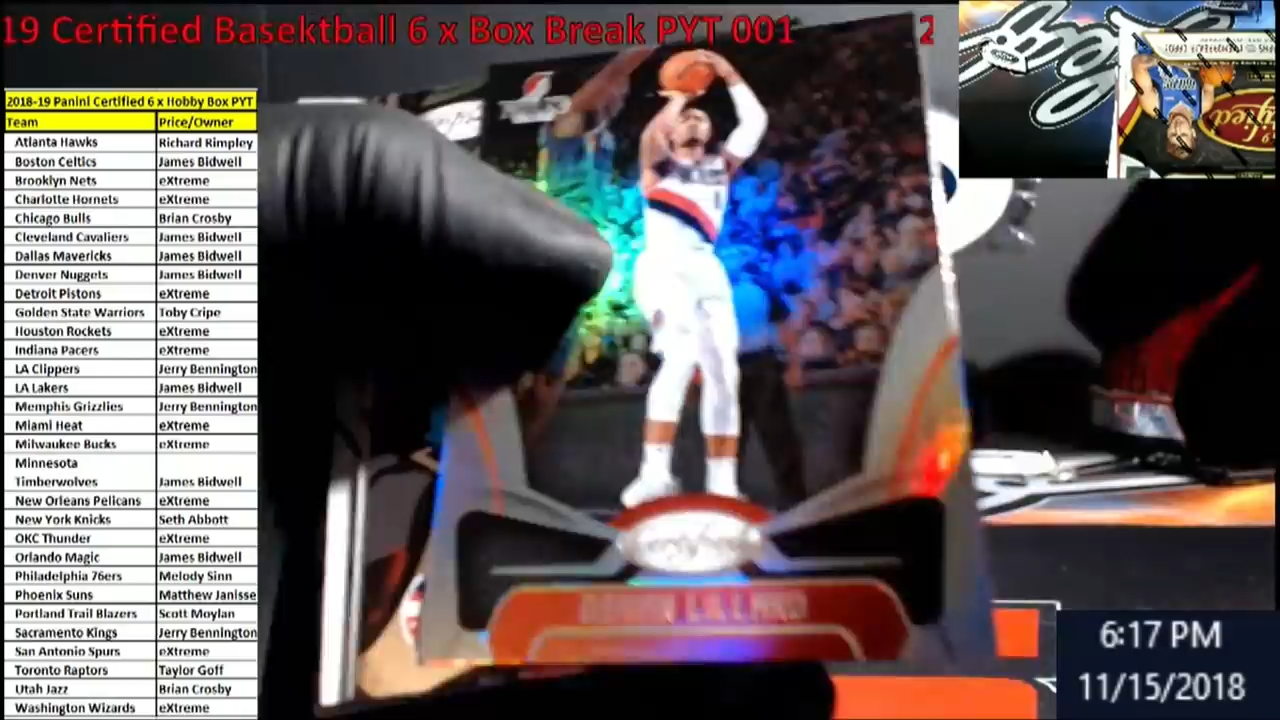 19 Certified Basektball 6 x Box Break PYT 001 2
2018-19 Panini Certified 6 x Hobby Box PYT
Team Price/Owner
Atlanta Hawks Richard Rimpley
Boston Celtics James Bidwell
Brooklyn Nets eXtreme
Charlotte Hornets eXtreme
Chicago Bulls Brian Crosby
Cleveland Cavaliers James Bidwell
Dallas Mavericks James Bidwell
Denver Nuggets James Bidwell
Detroit Pistons eXtreme
Golden State Warriors Toby Cripe
Houston Rockets eXtreme
Indiana Pacers eXtreme
LA Clippers Jerry Bennington
LA Lakers James Bidwell
Memphis Grizzlies Jerry Bennington
Miami Heat eXtreme
Milwaukee Bucks eXtreme
Minnesota
Timberwolves James Bidwell
New Orleans Pelicans eXtreme
New York Knicks Seth Abbott
OKC Thunder eXtreme
Orlando Magic James Bidwell
Philadelphia 76ers Melody Sinn
Phoenix Suns Matthew Janisse
Portland Trail Blazers Scott Moylan
Sacramento Kings Jerry Bennington
San Antonio Spurs eXtreme
Toronto Raptors Taylor Goff
Utah Jazz Brian Crosby
Washington Wizards eXtreme
LILLARD
6:17 PM
11/15/2018